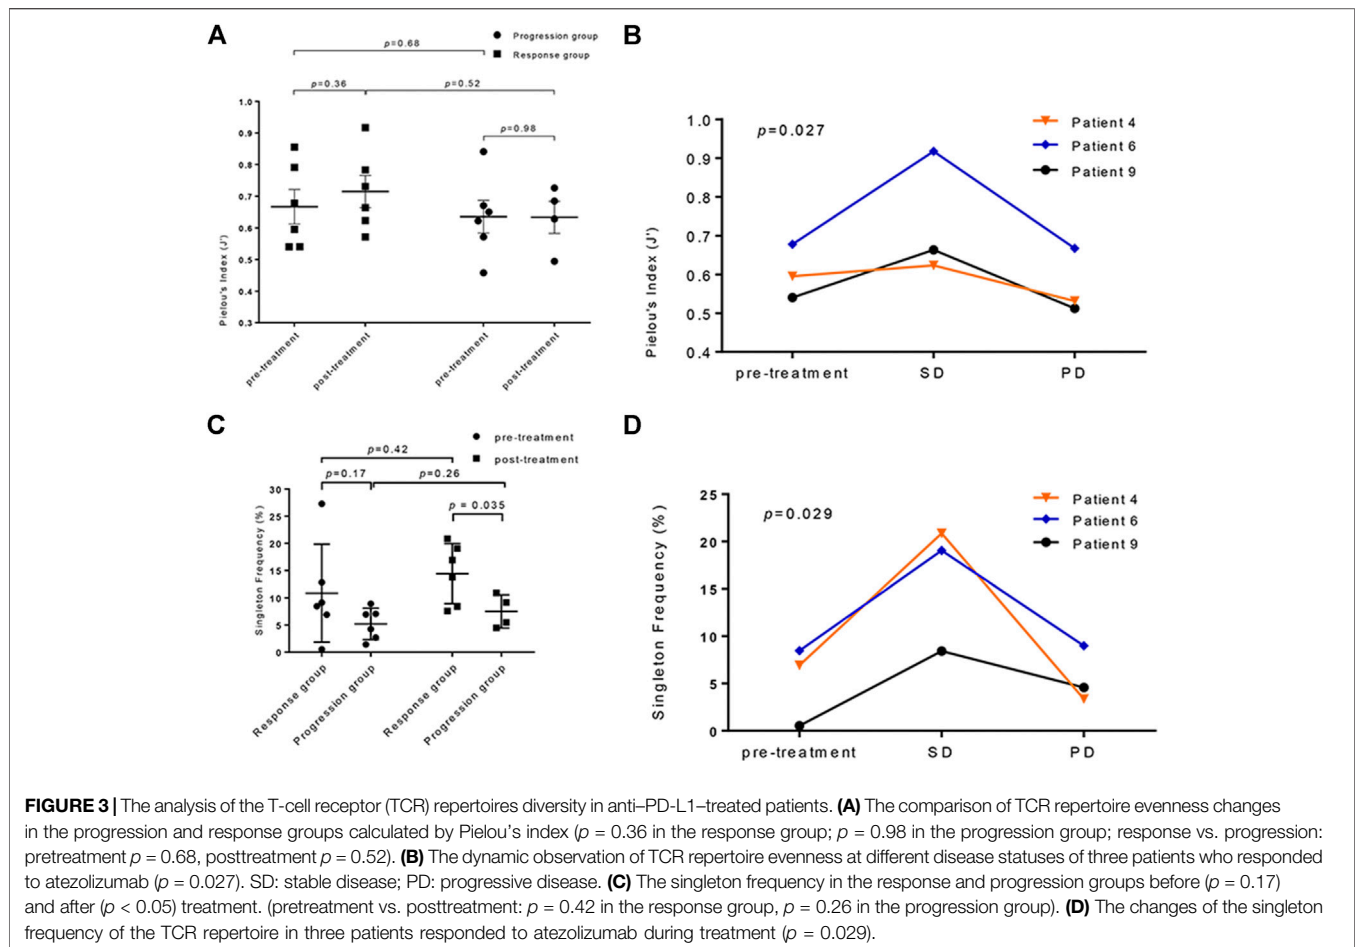 A
p=0.68
Progression group
Response group
p=0.36
p=0.52
p=0.98
Pielou's Index (J')
1.0
0.9
0.8
0.7
0.6
0.5
0.4
0.3
pre-treatment
post-treatment
pre-treatment
post-treatment
B
p=0.027
Patient 4
Patient 6
Patient 9
Pielou's Index (J')
1.0
0.9
0.8
0.7
0.6
0.5
0.4
pre-treatment
SD
PD
C
pre-treatment
post-treatment
p=0.42
p=0.17
p=0.26
p = 0.035
Singleton Frequency (%)
30
25
20
15
10
5
0
Response group
Progression group
Response group
Progression group
D
p=0.029
Patient 4
Patient 6
Patient 9
Singleton Frequency (%)
25
20
15
10
5
0
pre-treatment
SD
PD
FIGURE 3 | The analysis of the T-cell receptor (TCR) repertoires diversity in anti–PD-L1–treated patients. (A) The comparison of TCR repertoire evenness changes
in the progression and response groups calculated by Pielou's index (p = 0.36 in the response group; p = 0.98 in the progression group; response vs. progression:
pretreatment p = 0.68, posttreatment p = 0.52). (B) The dynamic observation of TCR repertoire evenness at different disease statuses of three patients who responded
to atezolizumab (p = 0.027). SD: stable disease; PD: progressive disease. (C) The singleton frequency in the response and progression groups before (p = 0.17)
and after (p < 0.05) treatment. (pretreatment vs. posttreatment: p = 0.42 in the response group, p = 0.26 in the progression group). (D) The changes of the singleton
frequency of the TCR repertoire in three patients responded to atezolizumab during treatment (p = 0.029).